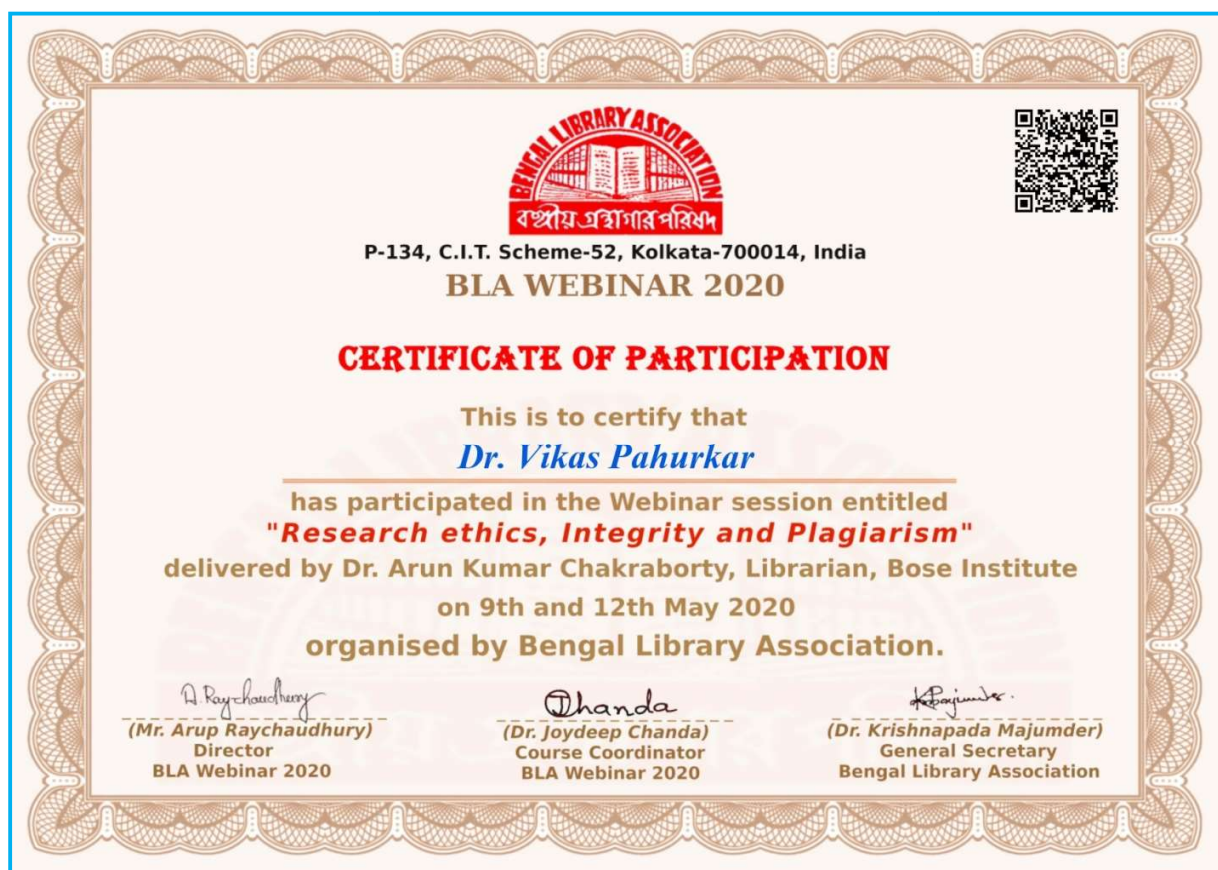 BENGAL LIBRARY ASSOCIATION
বঙ্গীয় গ্রন্থাগার পরিষদ
P-134, C.I.T. Scheme-52, Kolkata-700014, India
BLA WEBINAR 2020
CERTIFICATE OF PARTICIPATION
This is to certify that
Dr. Vikas Pahurkar
has participated in the Webinar session entitled
"Research ethics, Integrity and Plagiarism"
delivered by Dr. Arun Kumar Chakraborty, Librarian, Bose Institute
on 9th and 12th May 2020
organised by Bengal Library Association.
A. Raychaudhury
(Mr. Arup Raychaudhury)
Director
BLA Webinar 2020
JChanda
(Dr. Joydeep Chanda)
Course Coordinator
BLA Webinar 2020
(Dr. Krishnapada Majumder)
General Secretary
Bengal Library Association